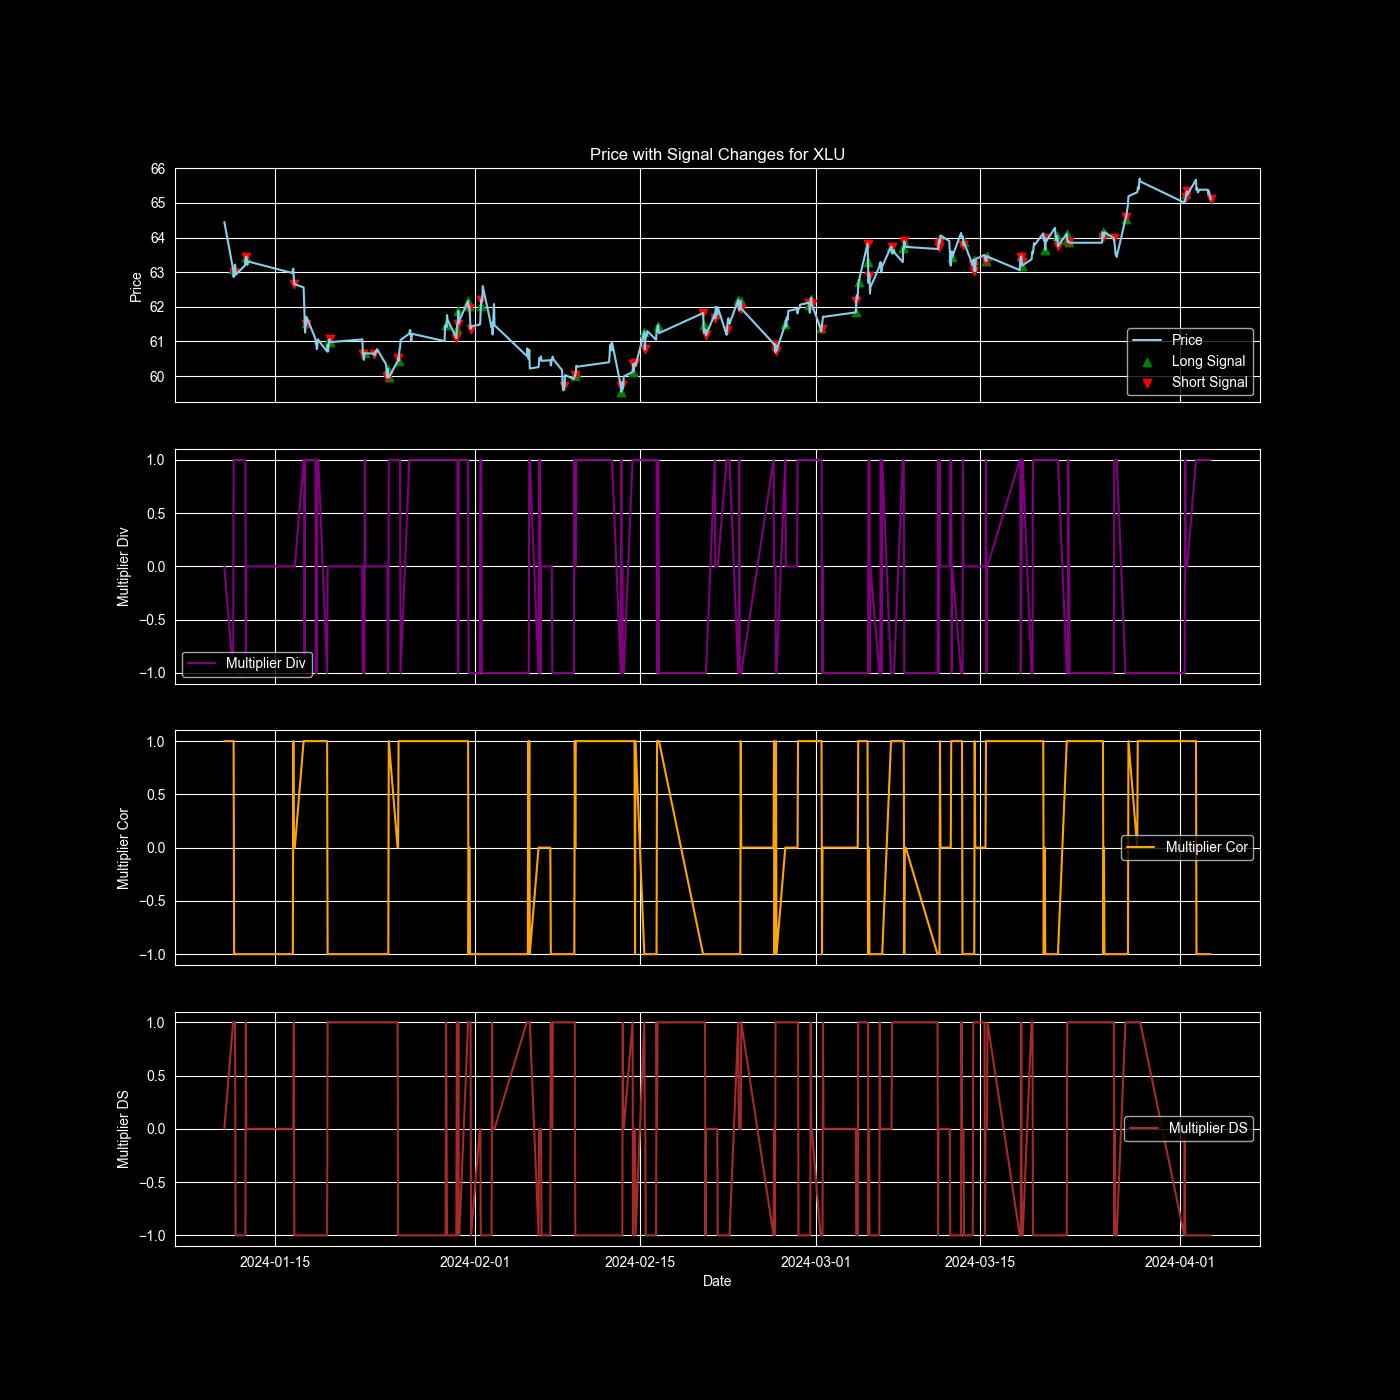 Price with Signal Changes for XLU
66
65
64
63
62
61
60
Price
Price
Long Signal
Short Signal
1.0
0.5
0.0
−0.5
−1.0
Multiplier Div
Multiplier Div
1.0
0.5
0.0
−0.5
−1.0
Multiplier Cor
Multiplier Cor
1.0
0.5
0.0
−0.5
−1.0
Multiplier DS
Multiplier DS
2024-01-15 2024-02-01 2024-02-15 2024-03-01 2024-03-15 2024-04-01
Date